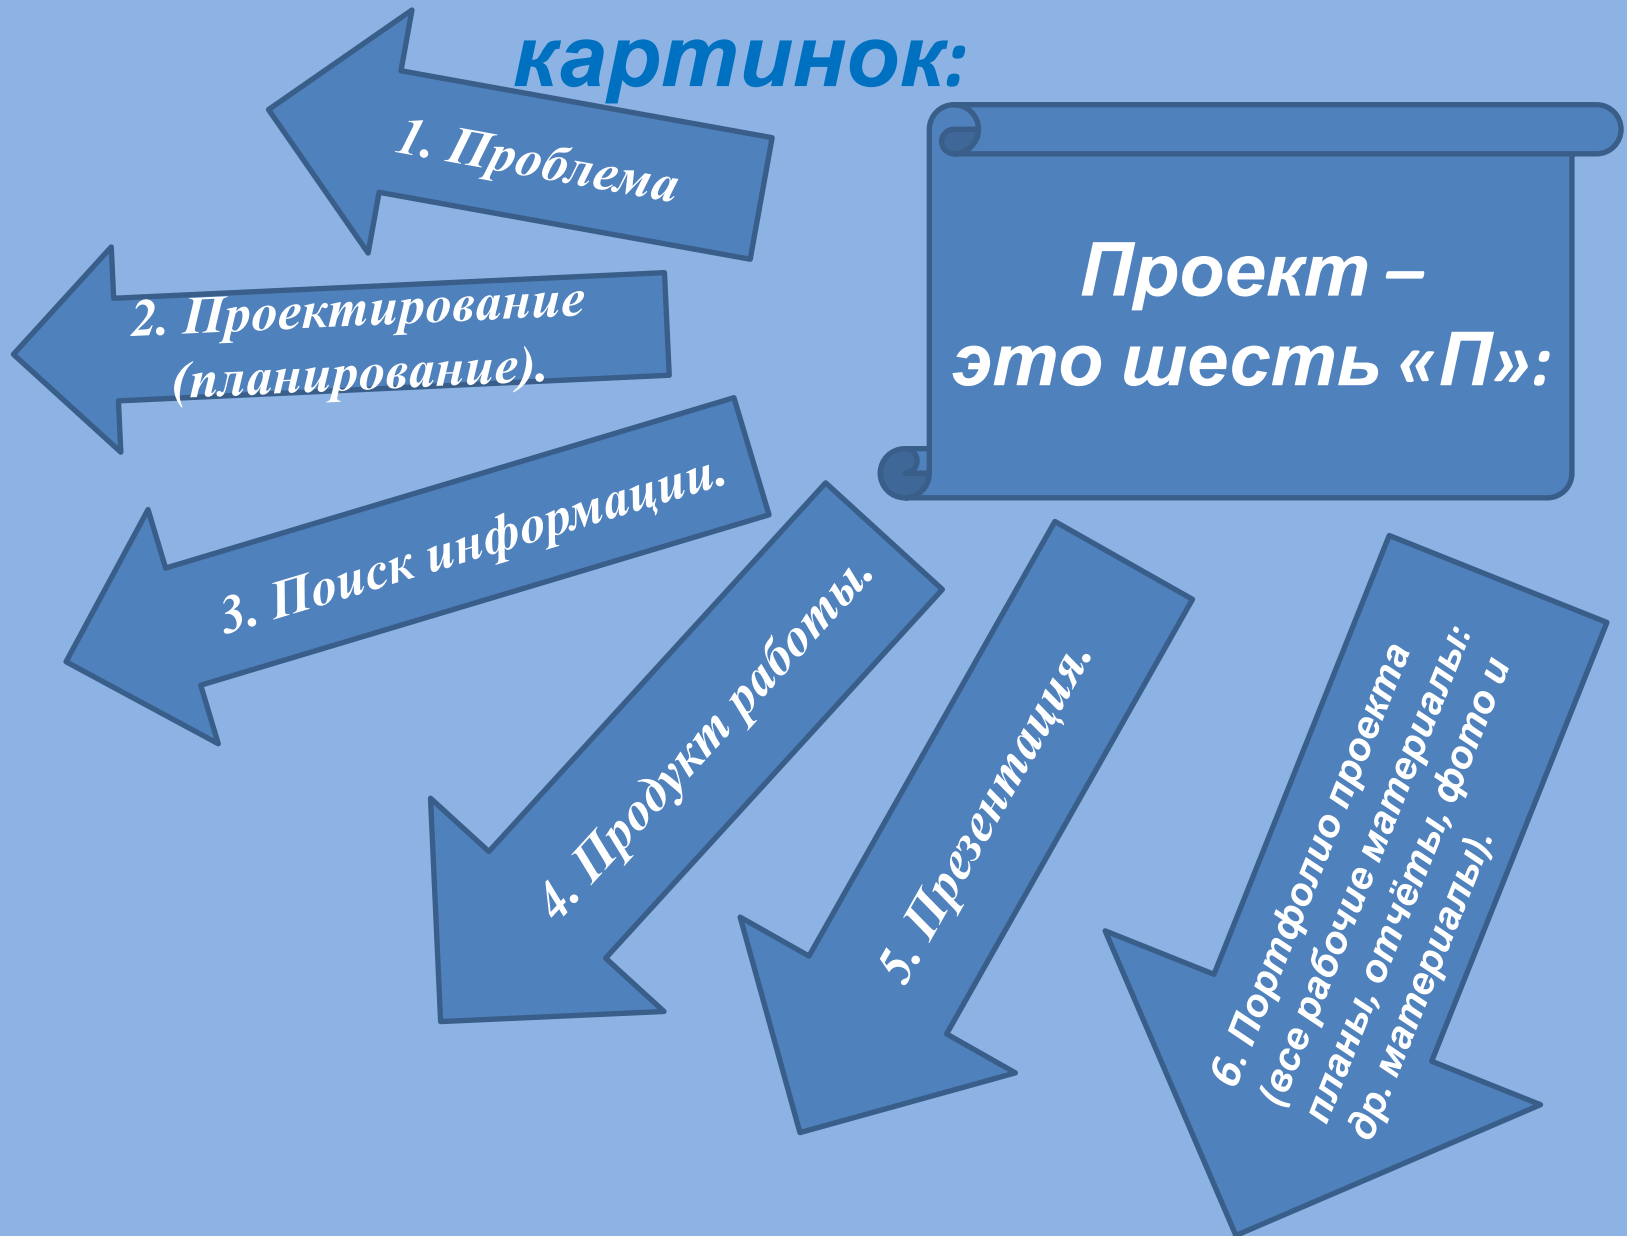 картинок:
Проект –
это шесть «П»:
1. Проблема
2. Проектирование
(планирование).
3. Поиск информации.
4. Продукт работы.
5. Презентация.
6. Портфолио проекта
(все рабочие материалы:
планы, отчёты, фото и
др. материалы).